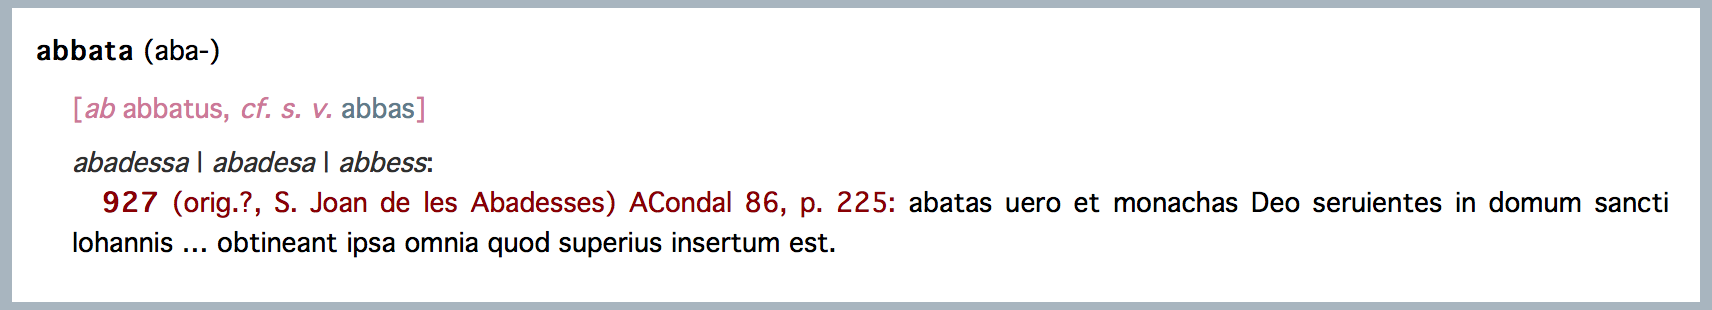 abbata (aba-)
[ab abbatus, cf. s. v. abbas]
abadessa | abadesa | abbess:
927 (orig.?, S. Joan de les Abadesses) ACondal 86, p. 225: abatas uero et monachas Deo seruientes in domum sancti
Iohannis ... obtineant ipsa omnia quod superius insertum est.